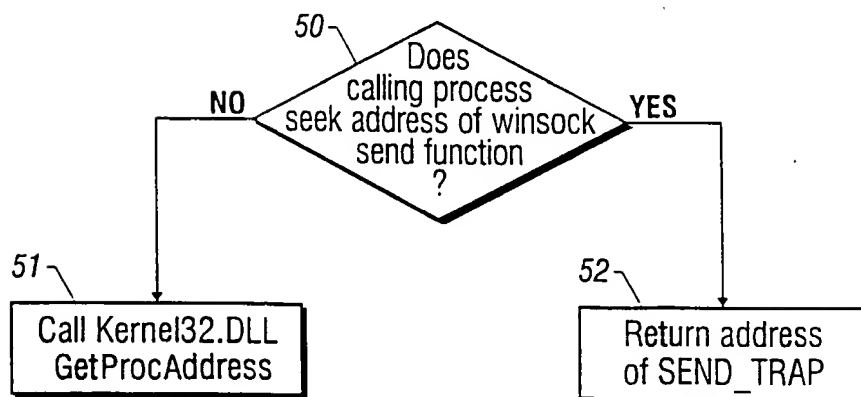 50
Does
calling process
seek address of winsock
send function
?
NO
YES
51
52
Call Kernel32.DLL
GetProcAddress
Return address
of SEND_TRAP